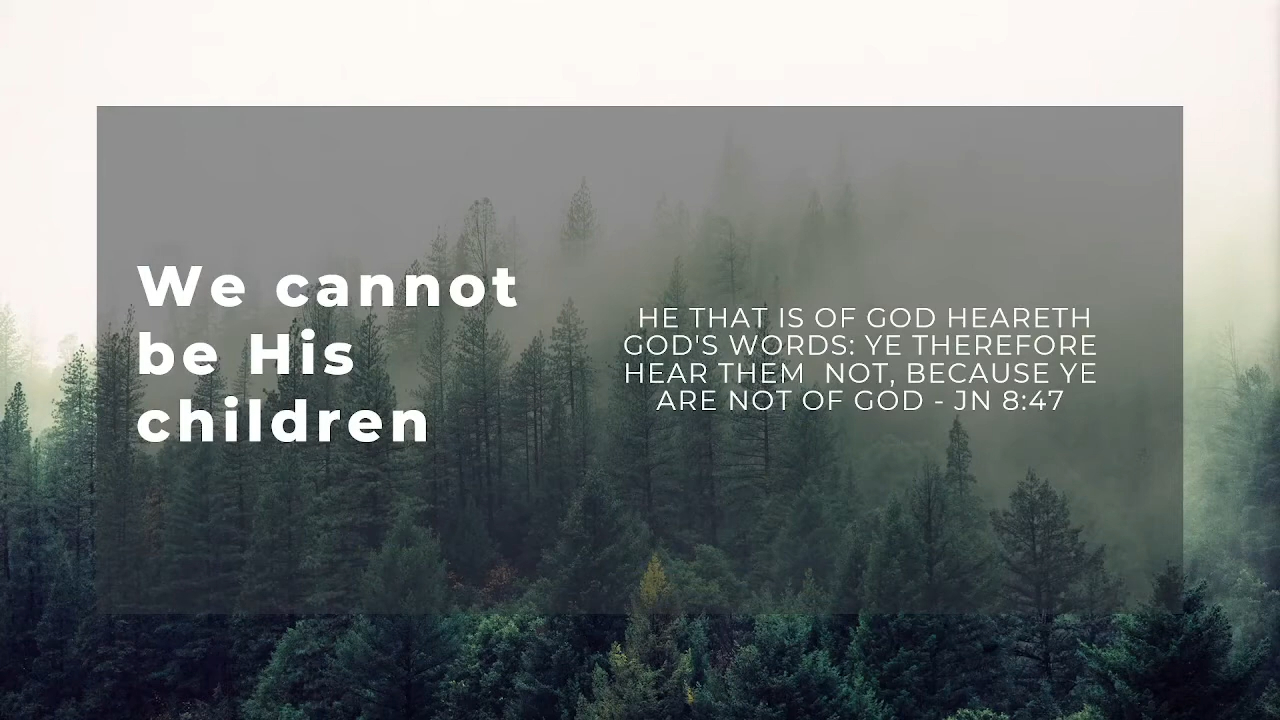 We cannot
be His
children
HE THAT IS OF GOD HEARETH
GOD'S WORDS: YE THEREFORE
HEAR THEM  NOT, BECAUSE YE
ARE NOT OF GOD - JN 8:47